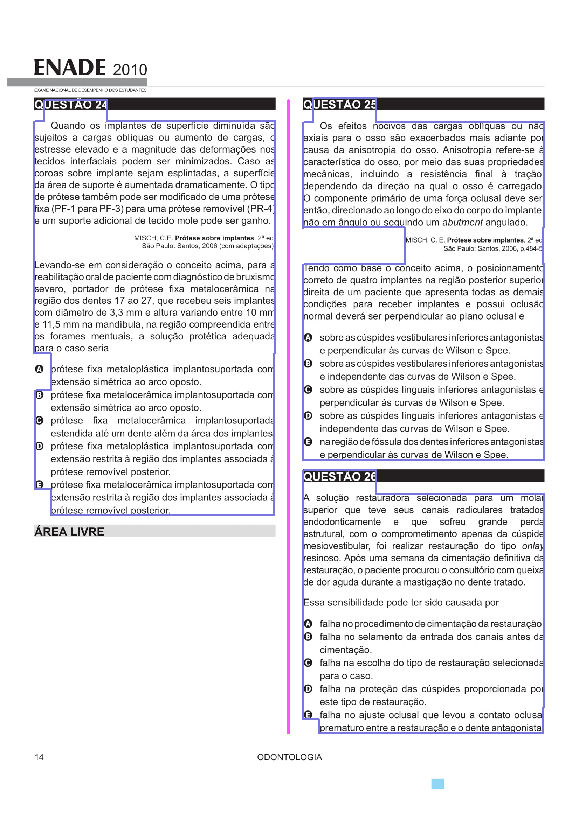 ENADE 2010
EXAME NACIONAL DE DESEMPENHO DOS ESTUDANTES
QUESTÃO 24
Quando os implantes de superfície diminuída são
sujeitos a cargas oblíquas ou aumento de cargas, o
estresse elevado e a magnitude das deformações nos
tecidos interfaciais podem ser minimizados. Caso as
coroas sobre implante sejam esplintadas, a superfície
da área de suporte é aumentada dramaticamente. O tipo
de prótese também pode ser modificado de uma prótese
fixa (PF-1 para PF-3) para uma prótese removível (PR-4)
e um suporte adicional de tecido mole pode ser ganho.
MISCH, C.E. Prótese sobre implantes. 2ª ed.
São Paulo: Santos, 2006 (com adaptações).
Levando-se em consideração o conceito acima, para a
reabilitação oral de paciente com diagnóstico de bruxismo
severo, portador de prótese fixa metalocerâmica na
região dos dentes 17 ao 27, que recebeu seis implantes
com diâmetro de 3,3 mm e altura variando entre 10 mm
e 11,5 mm na mandíbula, na região compreendida entre
os forames mentuais, a solução protética adequada
para o caso seria
A prótese fixa metaloplástica implantosuportada com
extensão simétrica ao arco oposto.
B prótese fixa metalocerâmica implantosuportada com
extensão simétrica ao arco oposto.
C prótese fixa metalocerâmica implantosuportada
estendida até um dente além da área dos implantes.
D prótese fixa metaloplástica implantosuportada com
extensão restrita à região dos implantes associada à
prótese removível posterior.
E prótese fixa metalocerâmica implantosuportada com
extensão restrita à região dos implantes associada à
prótese removível posterior.
ÁREA LIVRE
QUESTÃO 25
Os efeitos nocivos das cargas oblíquas ou não
axiais para o osso são exacerbados mais adiante por
causa da anisotropia do osso. Anisotropia refere-se à
característica do osso, por meio das suas propriedades
mecânicas, incluindo a resistência final à tração,
dependendo da direção na qual o osso é carregado.
O componente primário de uma força oclusal deve ser,
então, direcionado ao longo do eixo do corpo do implante,
não em ângulo ou seguindo um abutment angulado.
MISCH, C. E. Prótese sobre implantes. 2ª ed.
São Paulo: Santos, 2006, p.494-5.
Tendo como base o conceito acima, o posicionamento
correto de quatro implantes na região posterior superior
direita de um paciente que apresenta todas as demais
condições para receber implantes e possui oclusão
normal deverá ser perpendicular ao plano oclusal e
A sobre as cúspides vestibulares inferiores antagonistas
e perpendicular às curvas de Wilson e Spee.
B sobre as cúspides vestibulares inferiores antagonistas
e independente das curvas de Wilson e Spee.
C sobre as cúspides linguais inferiores antagonistas e
perpendicular às curvas de Wilson e Spee.
D sobre as cúspides linguais inferiores antagonistas e
independente das curvas de Wilson e Spee.
E na região de fóssula dos dentes inferiores antagonistas
e perpendicular às curvas de Wilson e Spee.
QUESTÃO 26
A solução restauradora selecionada para um molar
superior que teve seus canais radiculares tratados
endodonticamente e que sofreu grande perda
estrutural, com o comprometimento apenas da cúspide
mesiovestibular, foi realizar restauração do tipo onlay
resinoso. Após uma semana da cimentação definitiva da
restauração, o paciente procurou o consultório com queixa
de dor aguda durante a mastigação no dente tratado.
Essa sensibilidade pode ter sido causada por
A falha no procedimento de cimentação da restauração.
B falha no selamento da entrada dos canais antes da
cimentação.
C falha na escolha do tipo de restauração selecionada
para o caso.
D falha na proteção das cúspides proporcionada por
este tipo de restauração.
E falha no ajuste oclusal que levou a contato oclusal
prematuro entre a restauração e o dente antagonista.
14
ODONTOLOGIA